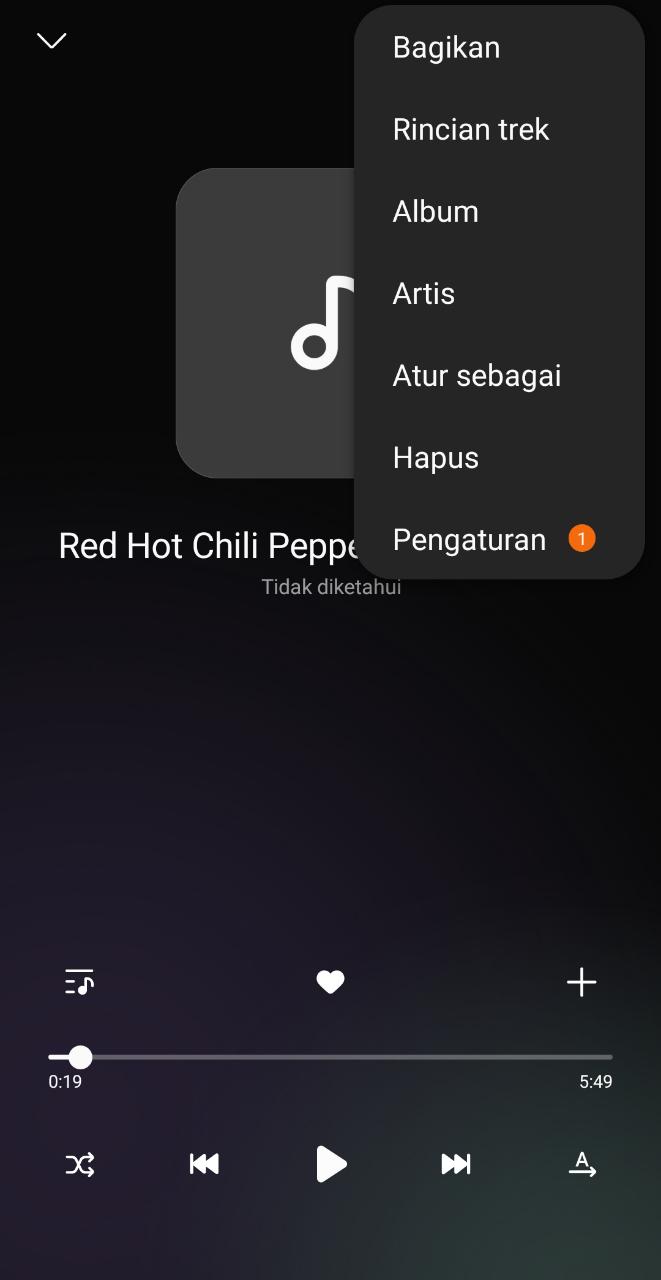 Bagikan
Rincian trek
Album
Artis
Atur sebagai
Hapus
Pengaturan 1
Red Hot Chili
Tidak diketahui
0:19
5:49
A